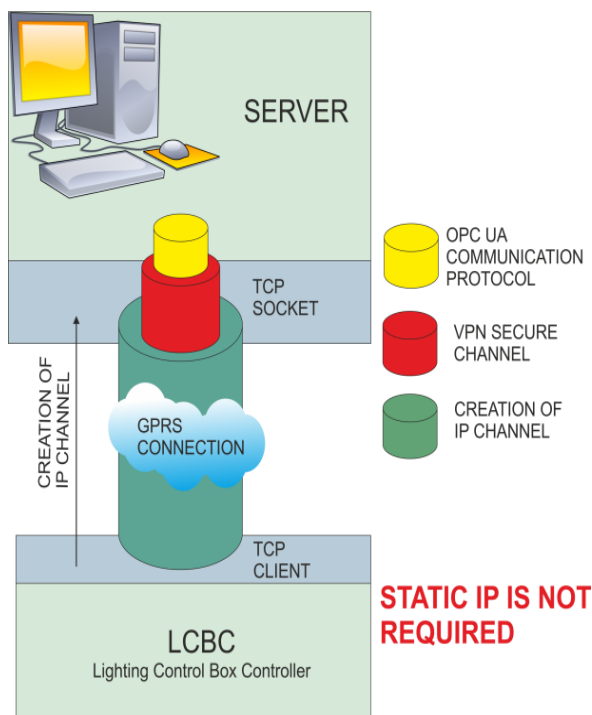 SERVER
TCP
SOCKET
CREATION OF
IP CHANNEL
GPRS
CONNECTION
TCP
CLIENT
LCBC
Lighting Control Box Controller
OPC UA
COMMUNICATION
PROTOCOL
VPN SECURE
CHANNEL
CREATION OF
IP CHANNEL
STATIC IP IS NOT
REQUIRED